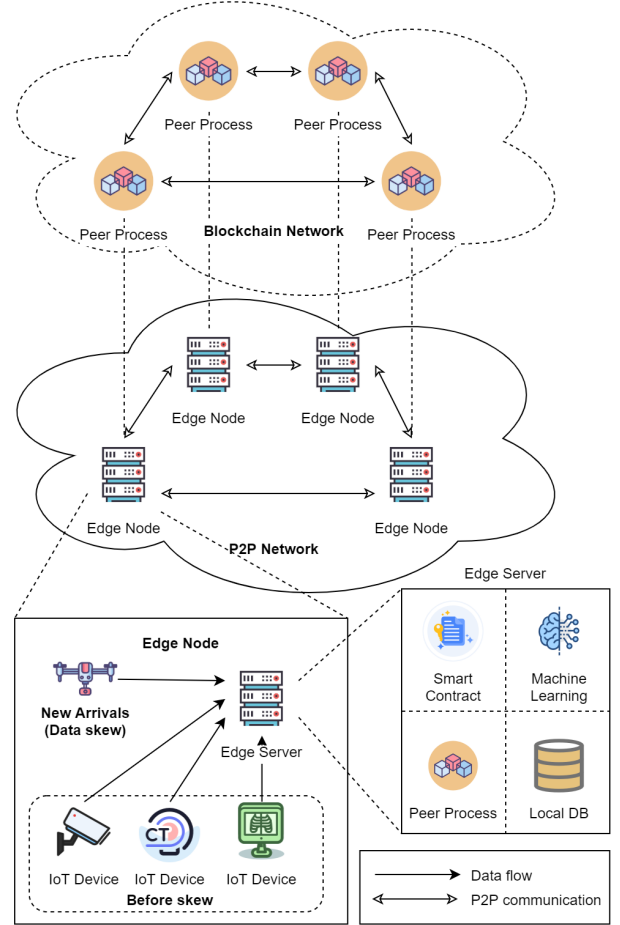 Peer Process
Peer Process
Peer Process
Peer Process
Blockchain Network
Edge Node
Edge Node
Edge Node
Edge Node
P2P Network
Edge Node
New Arrivals
(Data skew)
Edge Server
CT
IoT Device
IoT Device
IoT Device
Before skew
Edge Server
Smart
Contract
Machine
Learning
Peer Process
Local DB
Data flow
P2P communication